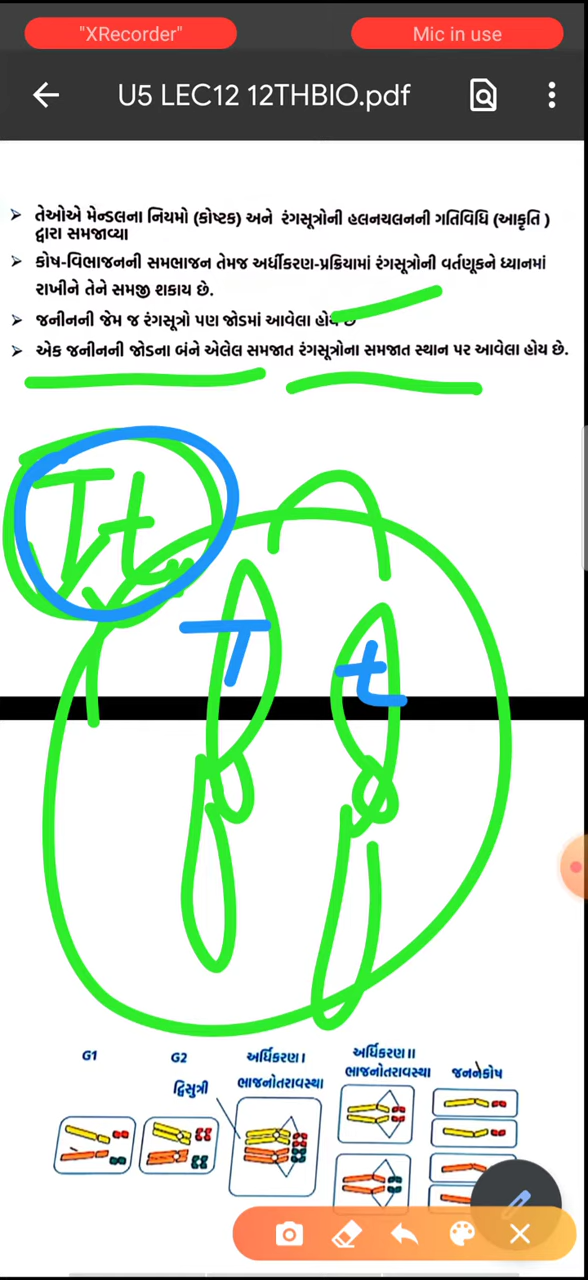 "XRecorder"
Mic in use
U5 LEC12 12THBIO.pdf
➤ તેઓએ મેન્ડલના નિયમો (કોષ્ટક) અને રંગસૂત્રોની હલનચલનની ગતિવિધિ (આકૃતિ )
દ્વારા સમજાવ્યા
➤ કોષ-વિભાજનની સમભાજન તેમજ અર્ધીકરણ-પ્રક્રિયામાં રંગસૂત્રોની વર્તણૂકને ધ્યાનમાં
રાખીને તેને સમજી શકાય છે.
➤ જનીનની જેમ જ રંગસૂત્રો પણ જોડમાં આવેલા હોય છે
➤ એક જનીનની જોડના બંને એલેલ સમજાત રંગસૂત્રોના સમજાત સ્થાન પર આવેલા હોય છે.
Tt
T
t
G1
G2
દ્વિસુત્રી
અર્ધિકરણ I
ભાજનોતરાવસ્થા
અર્ધિકરણ II
ભાજનોતરાવસ્થા
જનનકોષ